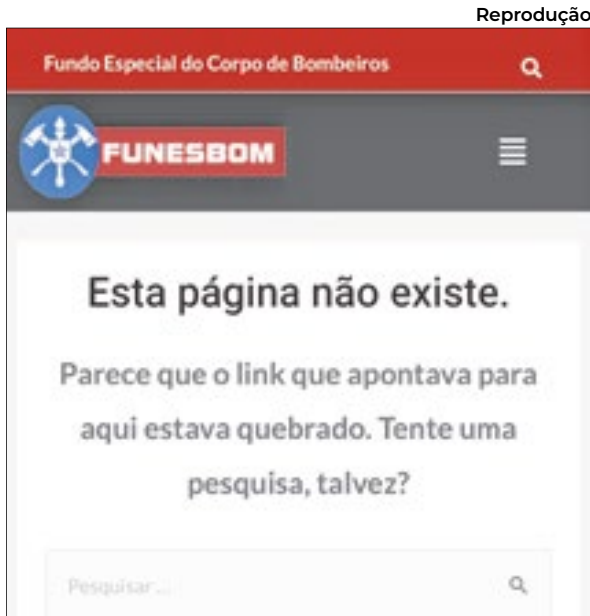 Reprodução
Fundo Especial do Corpo de Bombeiros
FUNESBOM
Esta página não existe.
Parece que o link que apontava para
aqui estava quebrado. Tente uma
pesquisa, talvez?
Pesquisar...